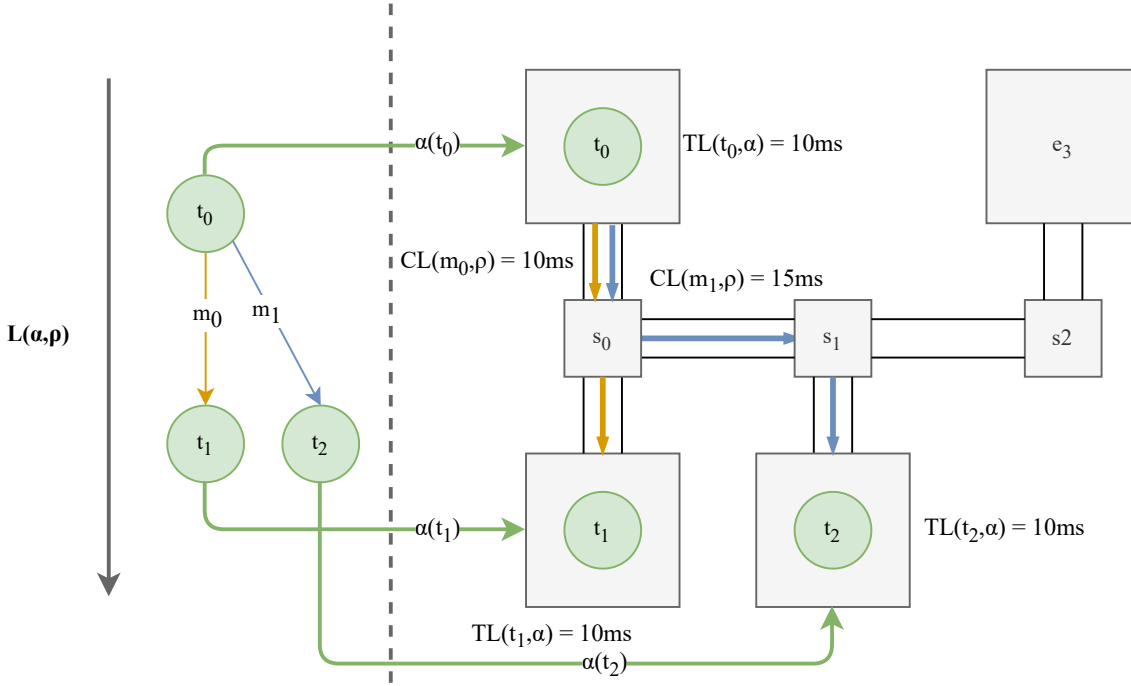 α(t₀)
t₀
TL(t₀,α) = 10ms
e₃
t₀
CL(m₀,ρ) = 10ms
CL(m₁,ρ) = 15ms
m₀
m₁
L(α,ρ)
s₀
s₁
s2
t₁
t₂
α(t₁)
t₁
t₂
TL(t₂,α) = 10ms
TL(t₁,α) = 10ms
α(t₂)